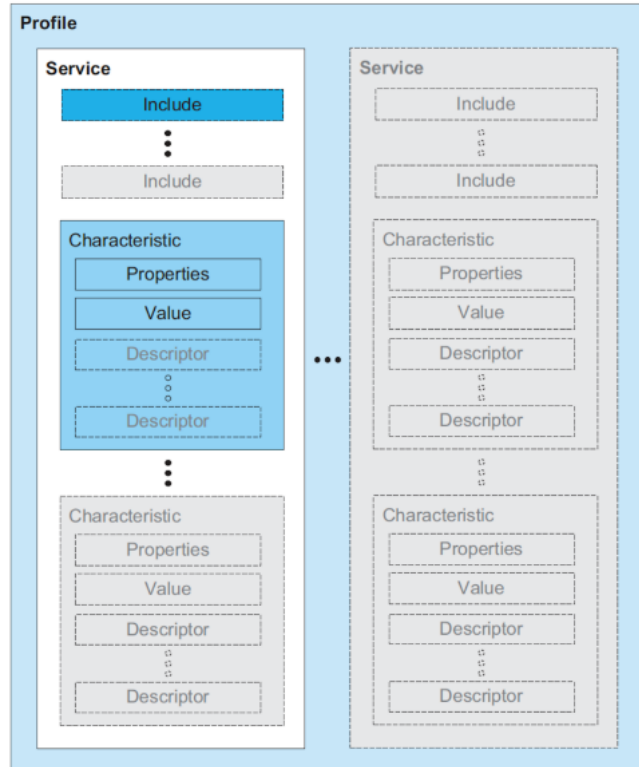 Profile
Service
Include
Include
Characteristic
Properties
Value
Descriptor
Descriptor
Characteristic
Properties
Value
Descriptor
Descriptor
Service
Include
Include
Characteristic
Properties
Value
Descriptor
Descriptor
Characteristic
Properties
Value
Descriptor
Descriptor